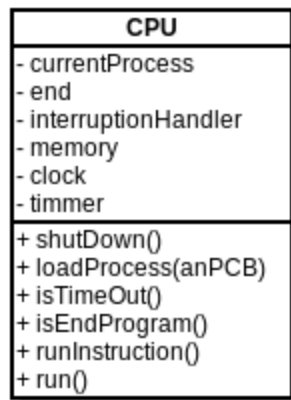 CPU
- currentProcess
- end
- interruptionHandler
- memory
- clock
- timmer
+ shutDown()
+ loadProcess(anPCB)
+ isTimeOut()
+ isEndProgram()
+ runInstruction()
+ run()